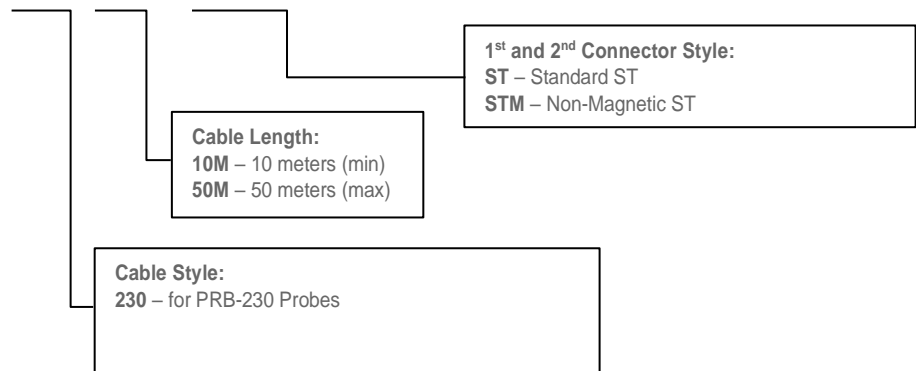 1st and 2nd Connector Style:
ST – Standard ST
STM – Non-Magnetic ST
Cable Length:
10M – 10 meters (min)
50M – 50 meters (max)
Cable Style:
230 – for PRB-230 Probes